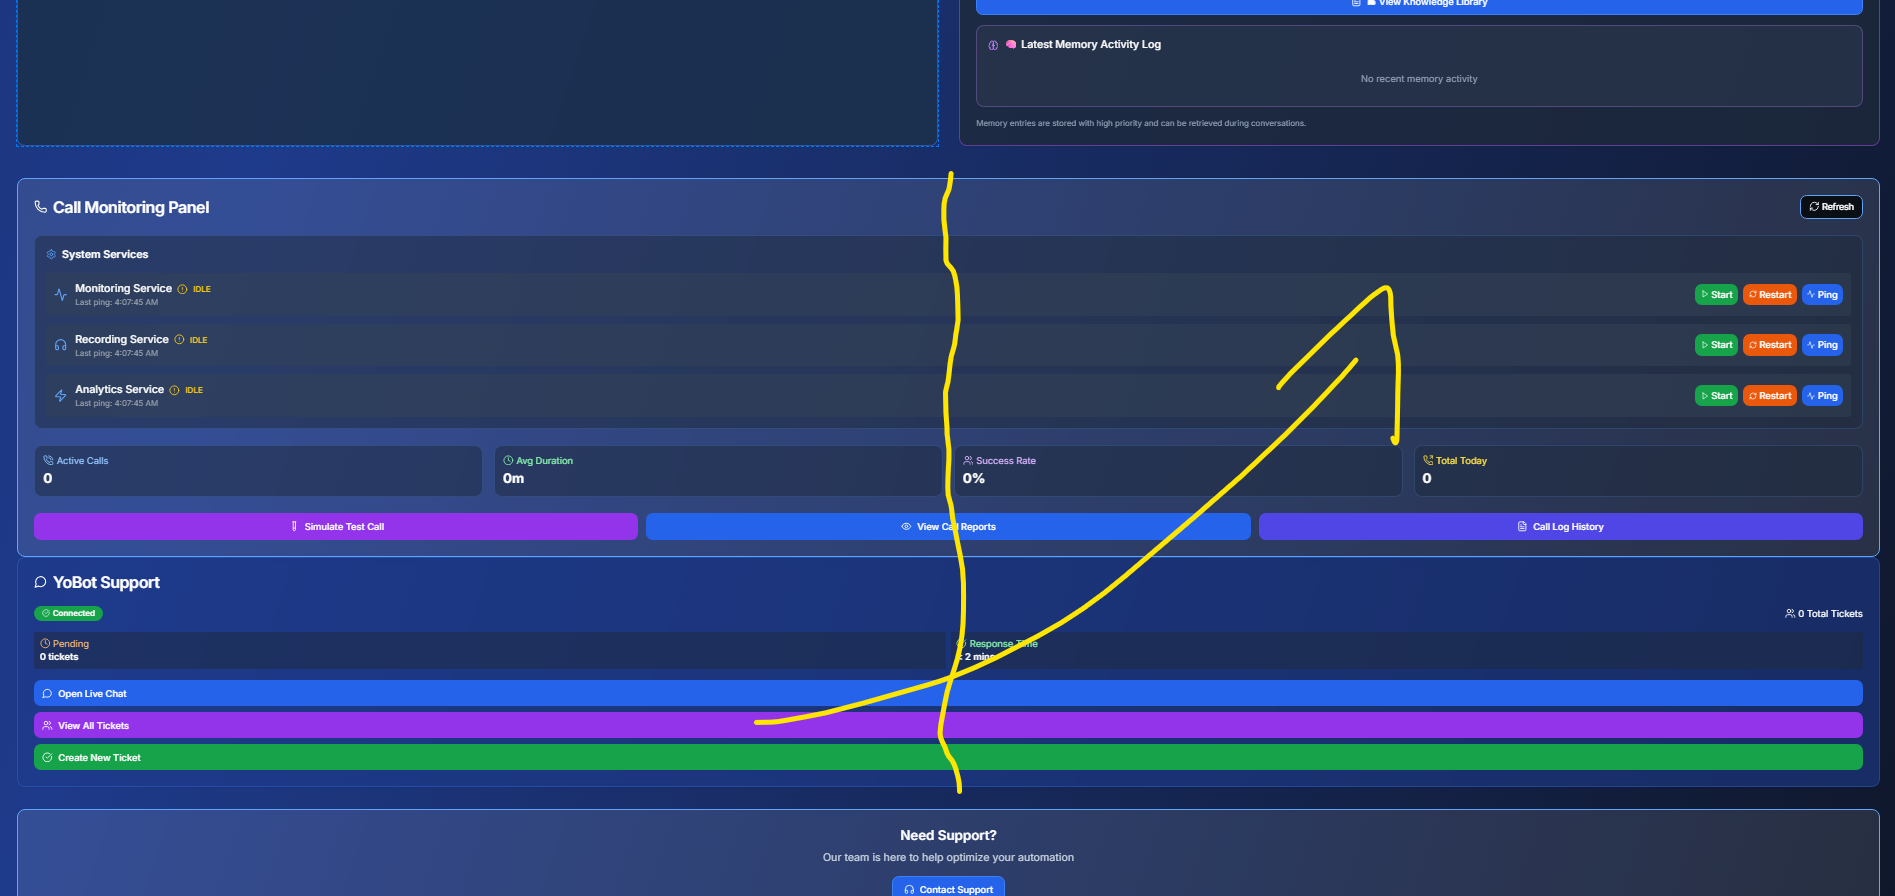 View Knowledge Library
Latest Memory Activity Log
No recent memory activity
Memory entries are stored with high priority and can be retrieved during conversations.
Call Monitoring Panel
Refresh
System Services
Monitoring Service IDLE
Last ping: 4:07:45 AM
Start Restart Ping
Recording Service IDLE
Last ping: 4:07:45 AM
Start Restart Ping
Analytics Service IDLE
Last ping: 4:07:45 AM
Start Restart Ping
Active Calls
0
Avg Duration
0m
Success Rate
0%
Total Today
0
Simulate Test Call
View Call Reports
Call Log History
YoBot Support
Connected
0 Total Tickets
Pending
0 tickets
Response Time
2 mins
Open Live Chat
View All Tickets
Create New Ticket
Need Support?
Our team is here to help optimize your automation
Contact Support